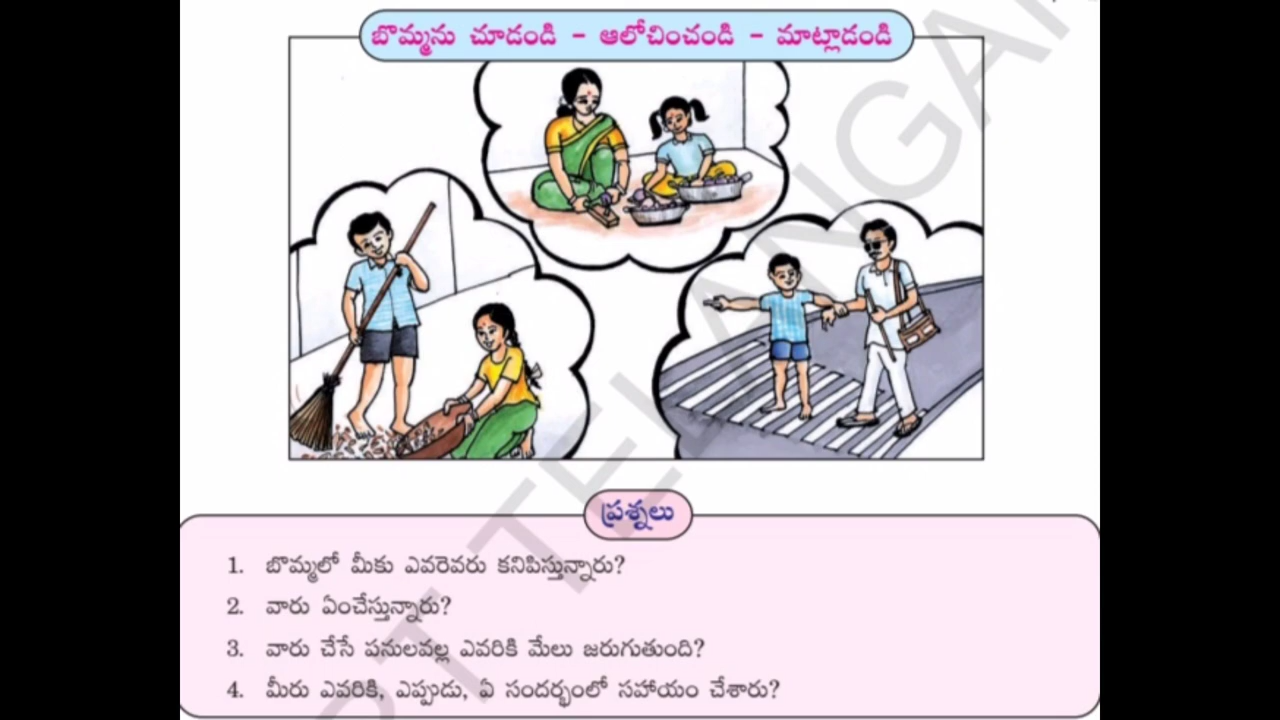 బొమ్మను చూడండి - ఆలోచించండి - మాట్లాడండి
ప్రశ్నలు
1. బొమ్మలో మీకు ఎవరెవరు కనిపిస్తున్నారు?
2. వారు ఏంచేస్తున్నారు?
3. వారు చేసే పనులవల్ల ఎవరికి మేలు జరుగుతుంది?
4. మీరు ఎవరికి, ఎప్పుడు, ఏ సందర్భంలో సహాయం చేశారు?